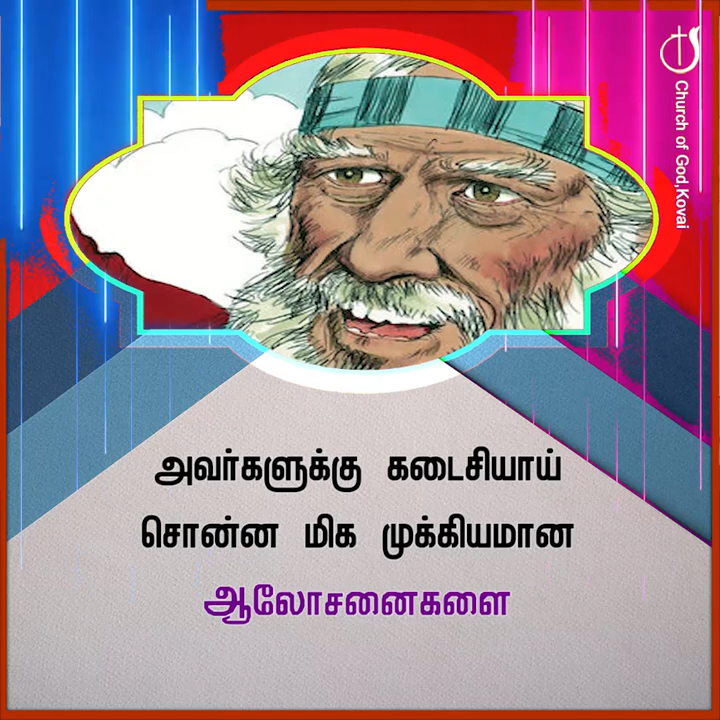 Church of God,Kovai
அவர்களுக்கு கடைசியாய்
சொன்ன மிக முக்கியமான
ஆலோசனைகளை